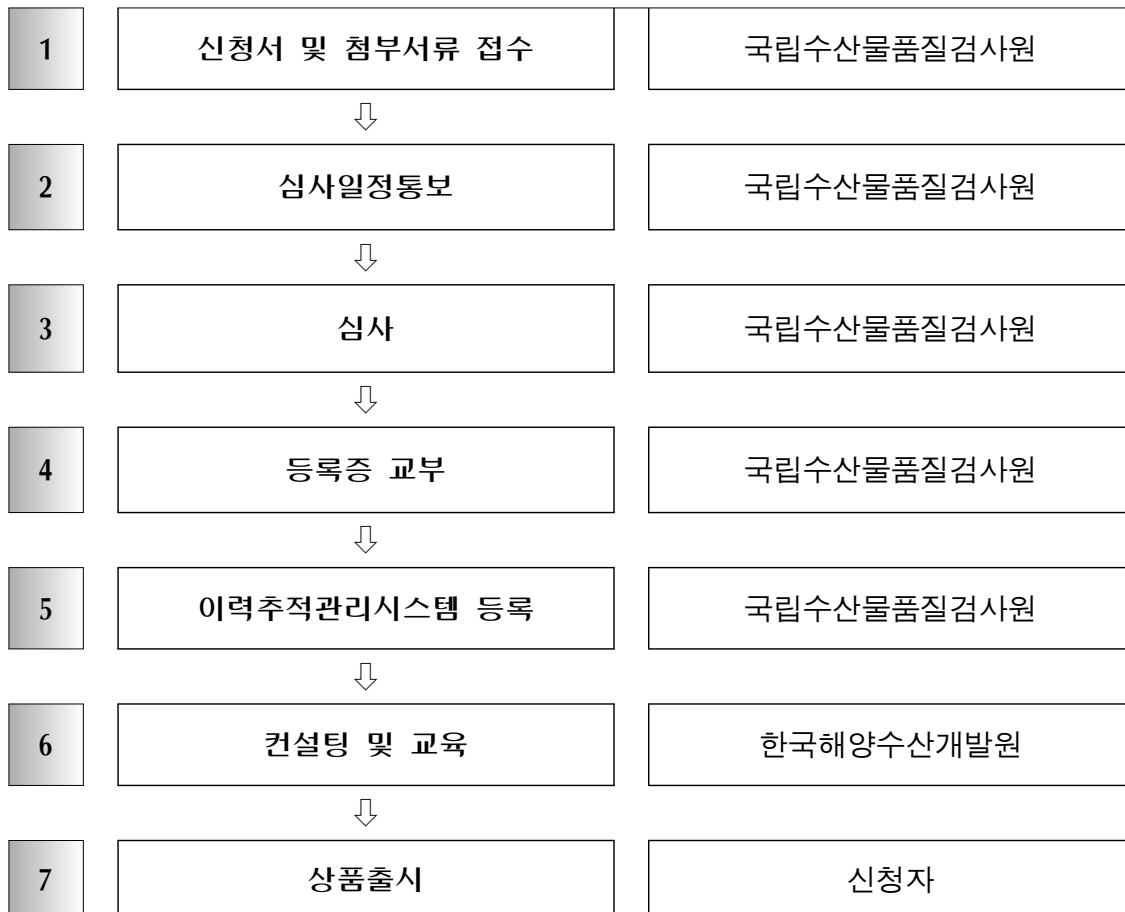 1 신청서 및 첨부서류 접수 국립수산물품질검사원
⇩
2 심사일정통보 국립수산물품질검사원
⇩
3 심사 국립수산물품질검사원
⇩
4 등록증 교부 국립수산물품질검사원
⇩
5 이력추적관리시스템 등록 국립수산물품질검사원
⇩
6 컨설팅 및 교육 한국해양수산개발원
⇩
7 상품출시 신청자